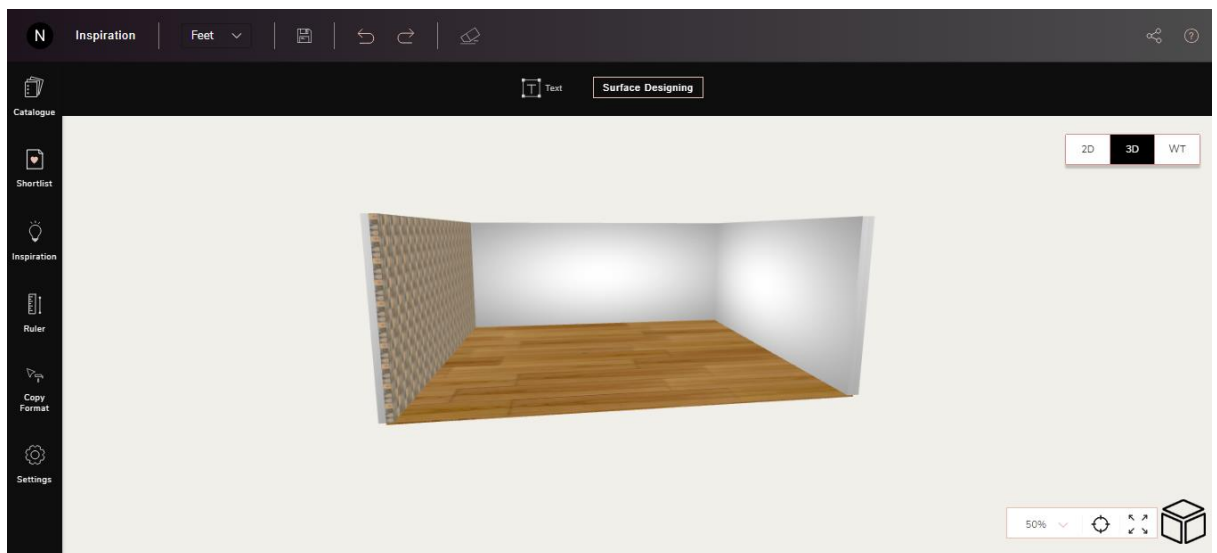 N Inspiration Feet
Text Surface Designing
Catalogue
2D 3D WT
Shortlist
Inspiration
Ruler
Copy
Format
Settings
50%